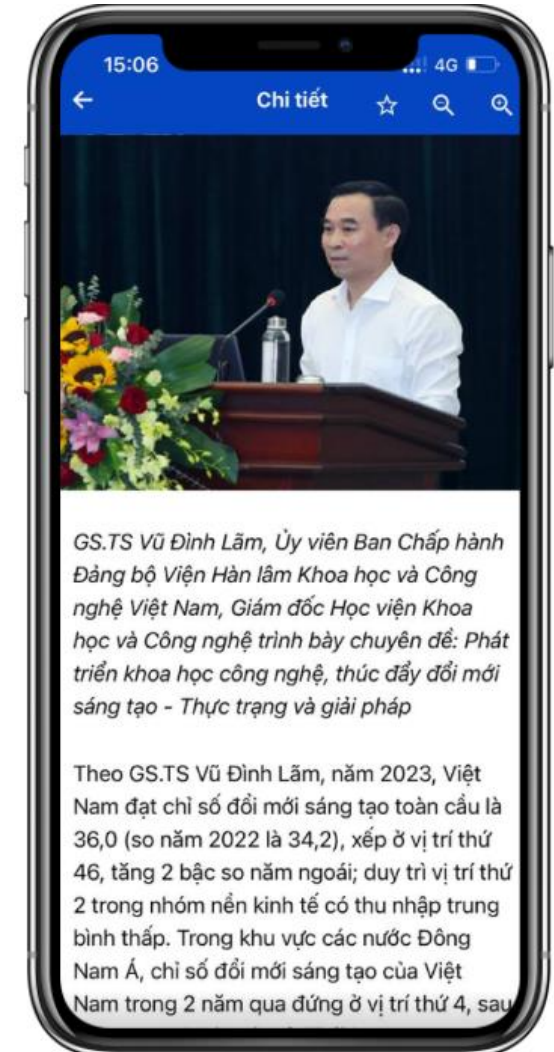 15:06
4G
Chi tiết
GS.TS Vũ Đình Lãm, Ủy viên Ban Chấp hành
Đảng bộ Viện Hàn lâm Khoa học và Công
nghệ Việt Nam, Giám đốc Học viện Khoa
học và Công nghệ trình bày chuyên đề: Phát
triển khoa học công nghệ, thúc đẩy đổi mới
sáng tạo - Thực trạng và giải pháp
Theo GS.TS Vũ Đình Lãm, năm 2023, Việt
Nam đạt chỉ số đổi mới sáng tạo toàn cầu là
36,0 (so năm 2022 là 34,2), xếp ở vị trí thứ
46, tăng 2 bậc so năm ngoái; duy trì vị trí thứ
2 trong nhóm nền kinh tế có thu nhập trung
bình thấp. Trong khu vực các nước Đông
Nam Á, chỉ số đổi mới sáng tạo của Việt
Nam trong 2 năm qua đứng ở vị trí thứ 4, sau